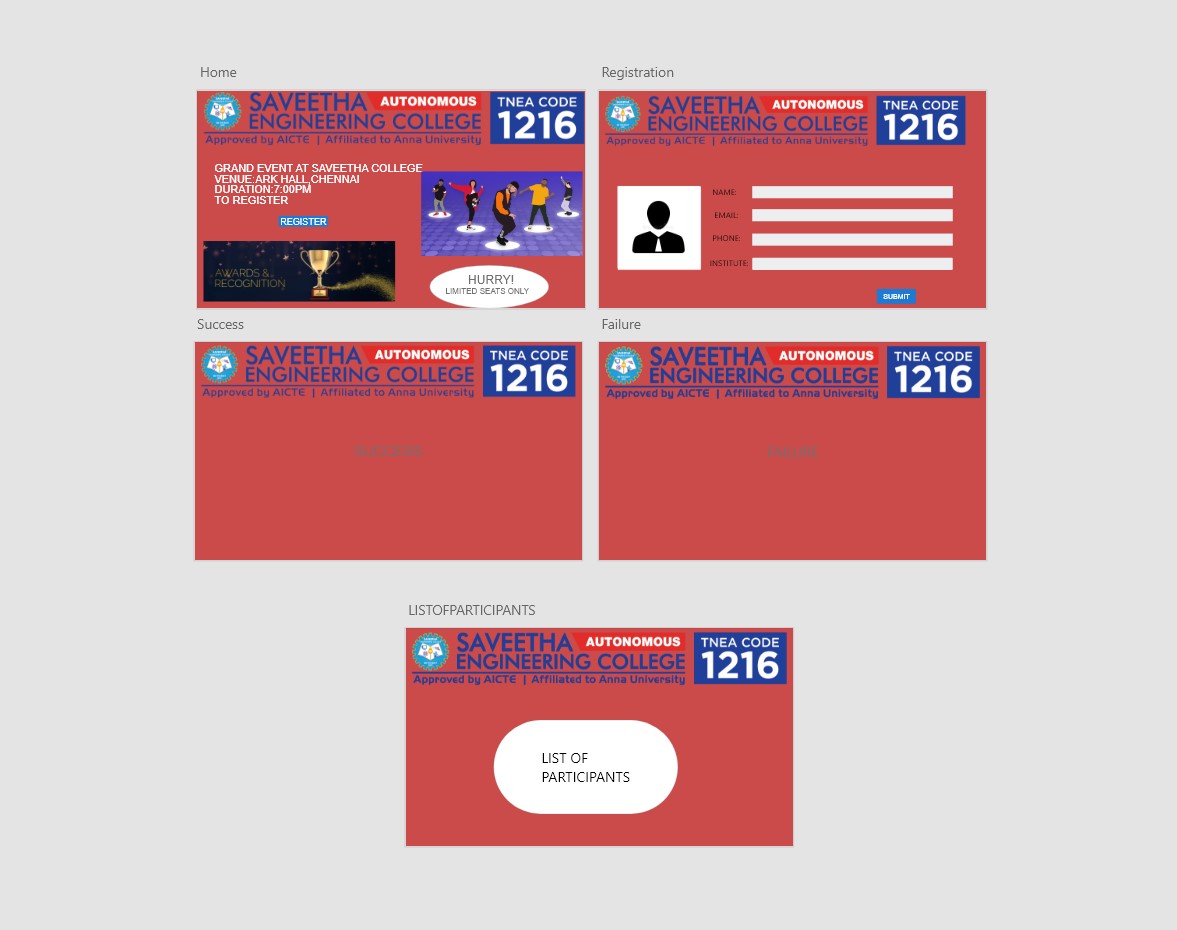 Home
SAVEETHA AUTONOMOUS
ENGINEERING COLLEGE
Approved by AICTE | Affiliated to Anna University
TNEA CODE
1216
GRAND EVENT AT SAVEETHA COLLEGE
VENUE:ARK HALL,CHENNAI
DURATION:7:00PM
TO REGISTER
REGISTER
AWARDS &
RECOGNITION
HURRY!
LIMITED SEATS ONLY
Registration
SAVEETHA AUTONOMOUS
ENGINEERING COLLEGE
Approved by AICTE | Affiliated to Anna University
TNEA CODE
1216
NAME:
EMAIL:
PHONE:
INSTITUTE:
SUBMIT
Success
SAVEETHA AUTONOMOUS
ENGINEERING COLLEGE
Approved by AICTE | Affiliated to Anna University
TNEA CODE
1216
Failure
SAVEETHA AUTONOMOUS
ENGINEERING COLLEGE
Approved by AICTE | Affiliated to Anna University
TNEA CODE
1216
FAILURE
LISTOFPARTICIPANTS
SAVEETHA AUTONOMOUS
ENGINEERING COLLEGE
Approved by AICTE | Affiliated to Anna University
TNEA CODE
1216
LIST OF
PARTICIPANTS